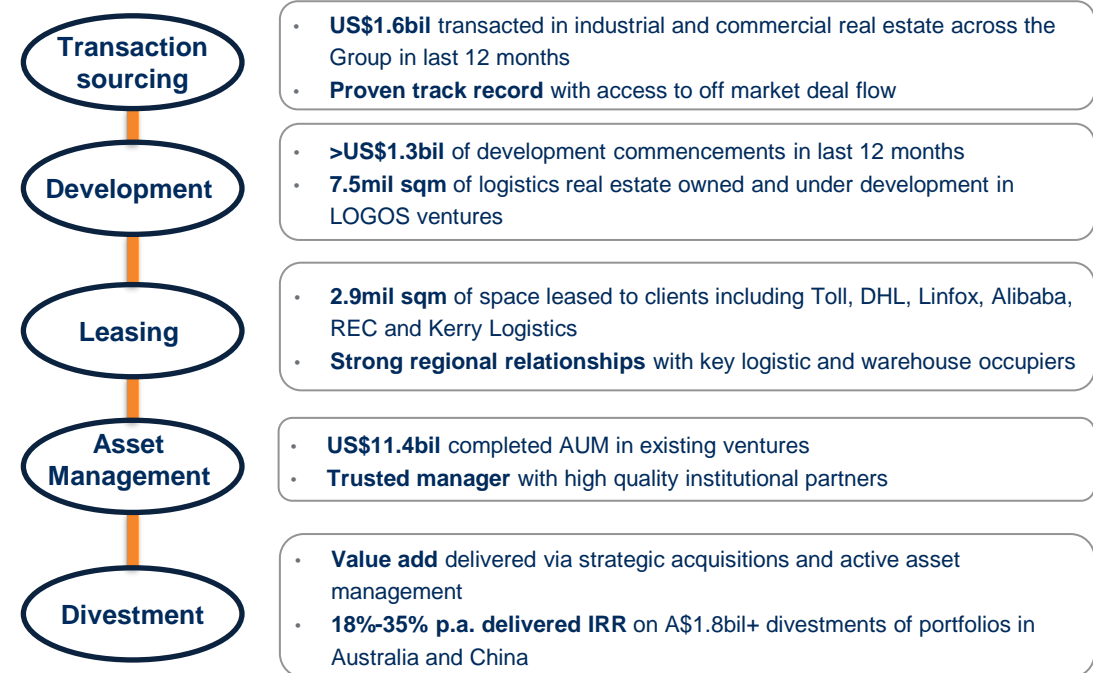 Transaction
sourcing
• US$1.6bil transacted in industrial and commercial real estate across the
Group in last 12 months
• Proven track record with access to off market deal flow
Development
• >US$1.3bil of development commencements in last 12 months
• 7.5mil sqm of logistics real estate owned and under development in
LOGOS ventures
Leasing
• 2.9mil sqm of space leased to clients including Toll, DHL, Linfox, Alibaba,
REC and Kerry Logistics
• Strong regional relationships with key logistic and warehouse occupiers
Asset
Management
• US$11.4bil completed AUM in existing ventures
• Trusted manager with high quality institutional partners
Divestment
• Value add delivered via strategic acquisitions and active asset
management
• 18%-35% p.a. delivered IRR on A$1.8bil+ divestments of portfolios in
Australia and China